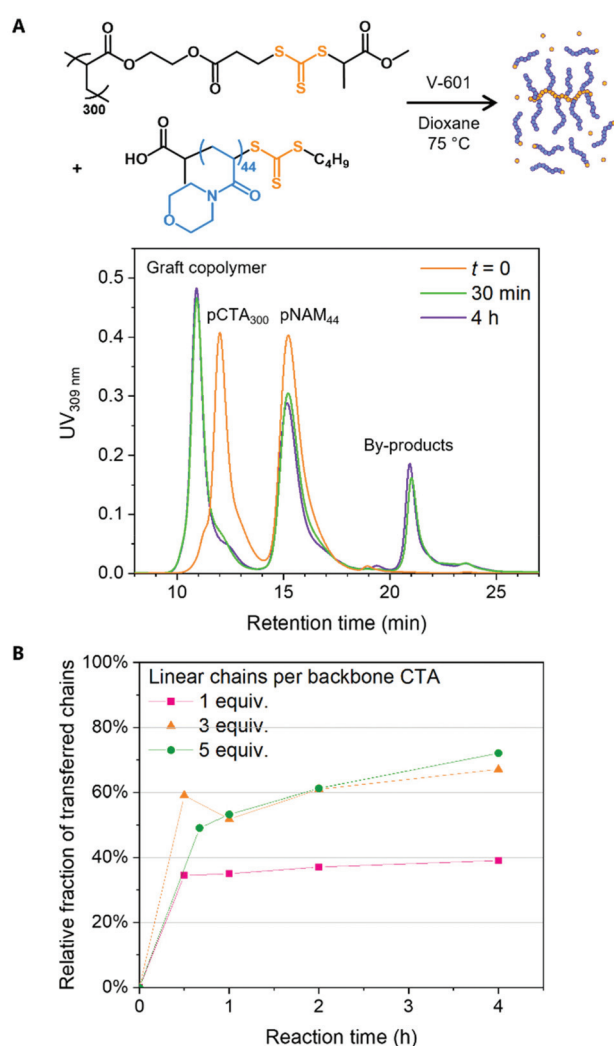 A
O
O
O
O
S
S
O
O
S
300
V-601
Dioxane
75 °C
+
O
HO
44
S
S
C4H9
S
N
O
O
Graft copolymer
pCTA300
pNAM44
By-products
t = 0
30 min
4 h
UV309 nm
0.5
0.4
0.3
0.2
0.1
0.0
10
15
20
25
Retention time (min)
B
Linear chains per backbone CTA
1 equiv.
3 equiv.
5 equiv.
Relative fraction of transferred chains
100%
80%
60%
40%
20%
0%
0
1
2
3
4
Reaction time (h)